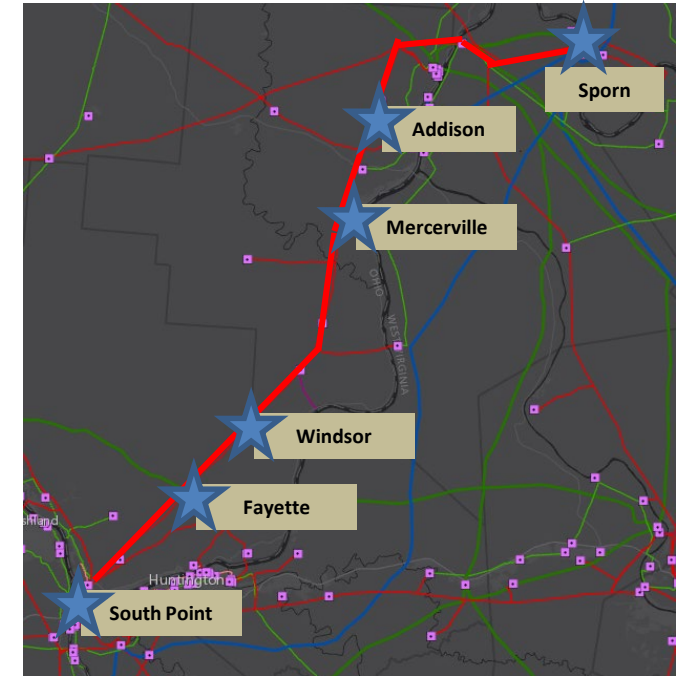 Sporn
Addison
Mercerville
OHIO
WEST VIRGINIA
Windsor
Fayette
Huntington
South Point